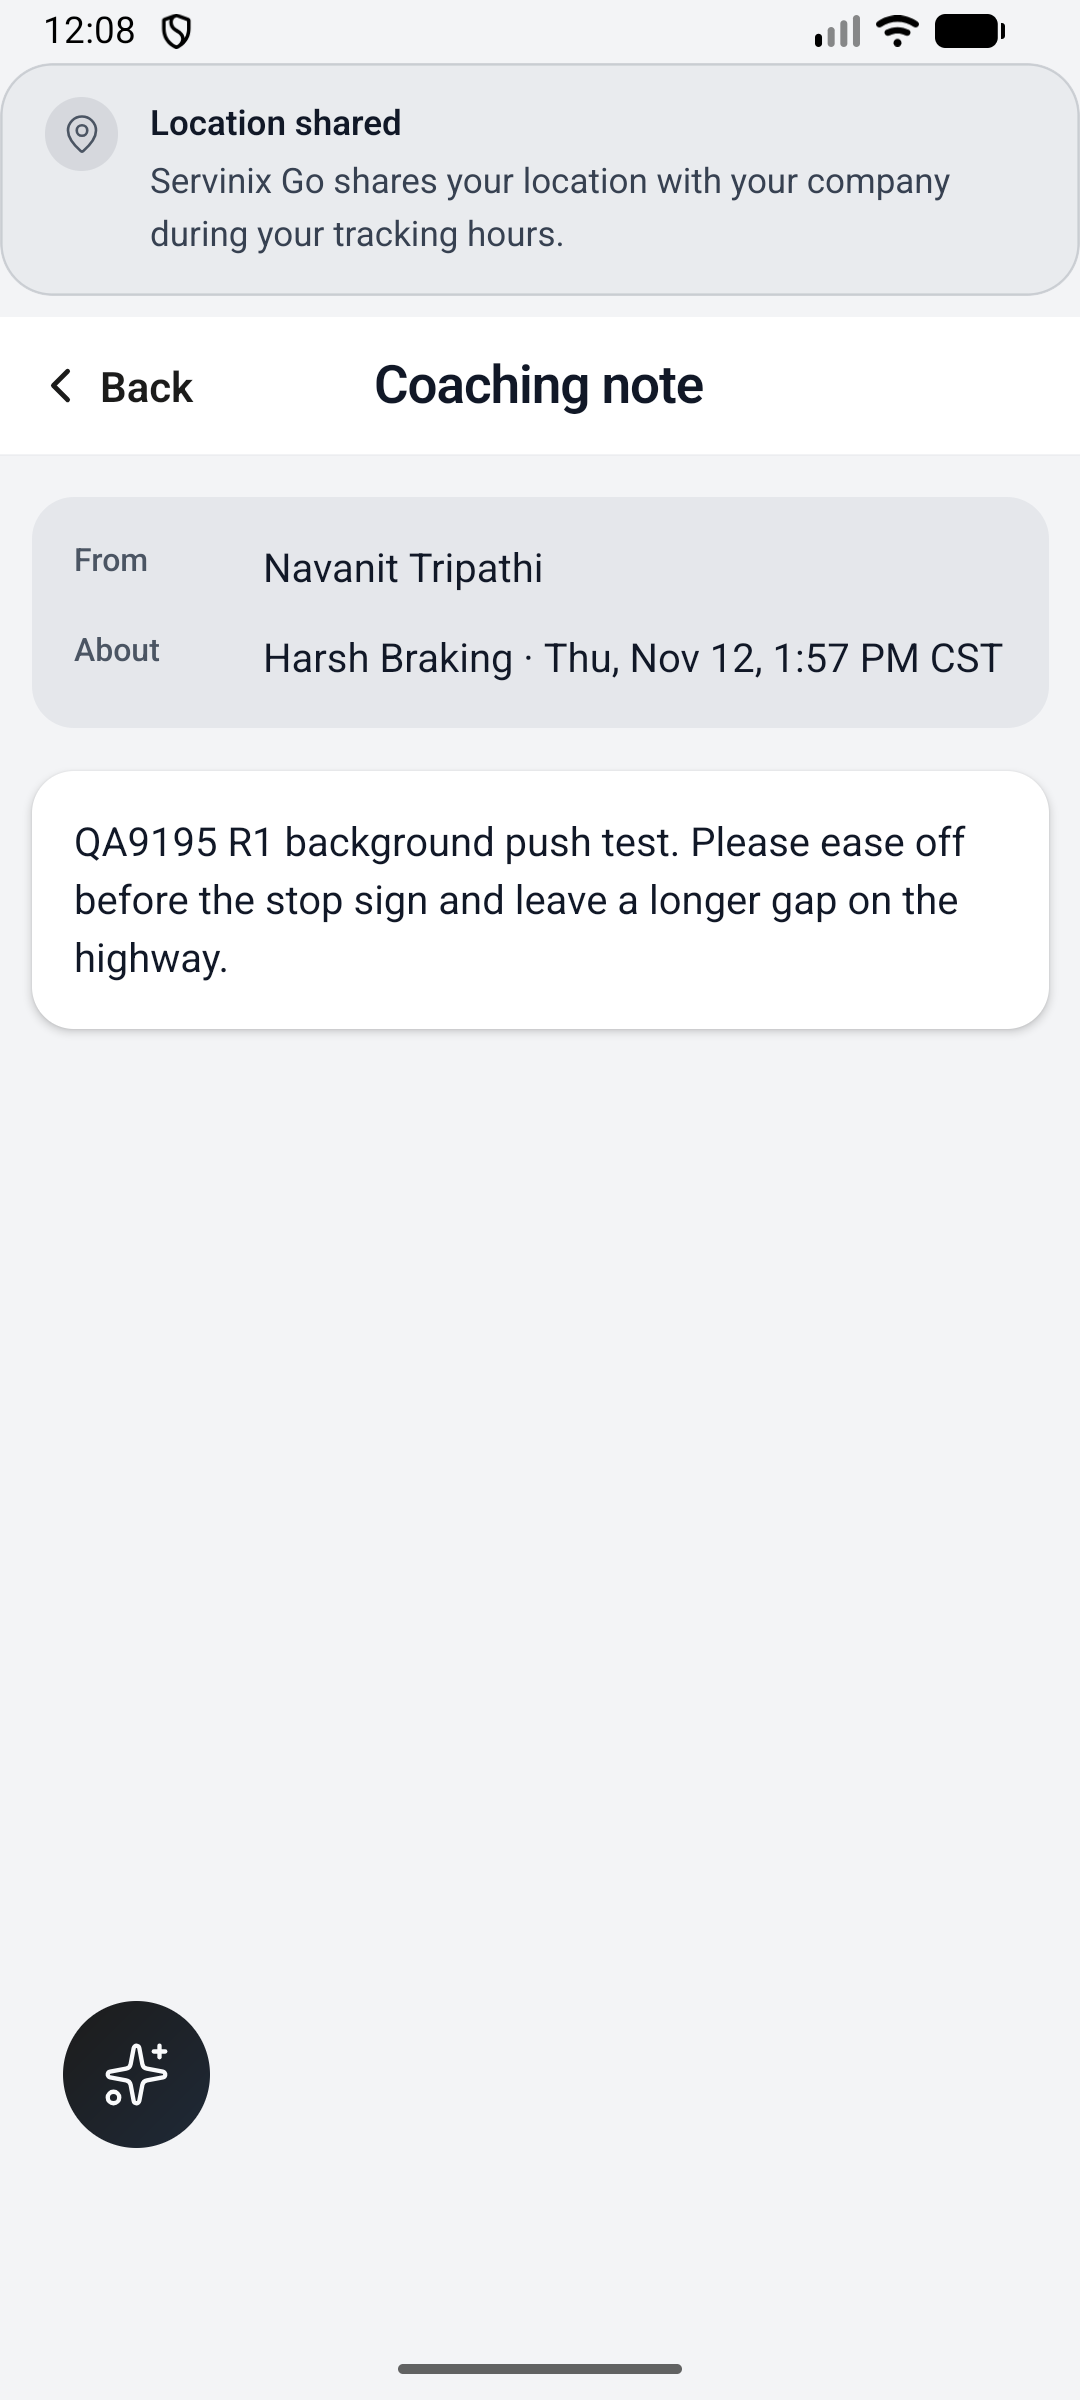 12:08
Location shared
Servinix Go shares your location with your company
during your tracking hours.
Back
Coaching note
From
Navanit Tripathi
About
Harsh Braking · Thu, Nov 12, 1:57 PM CST
QA9195 R1 background push test. Please ease off
before the stop sign and leave a longer gap on the
highway.